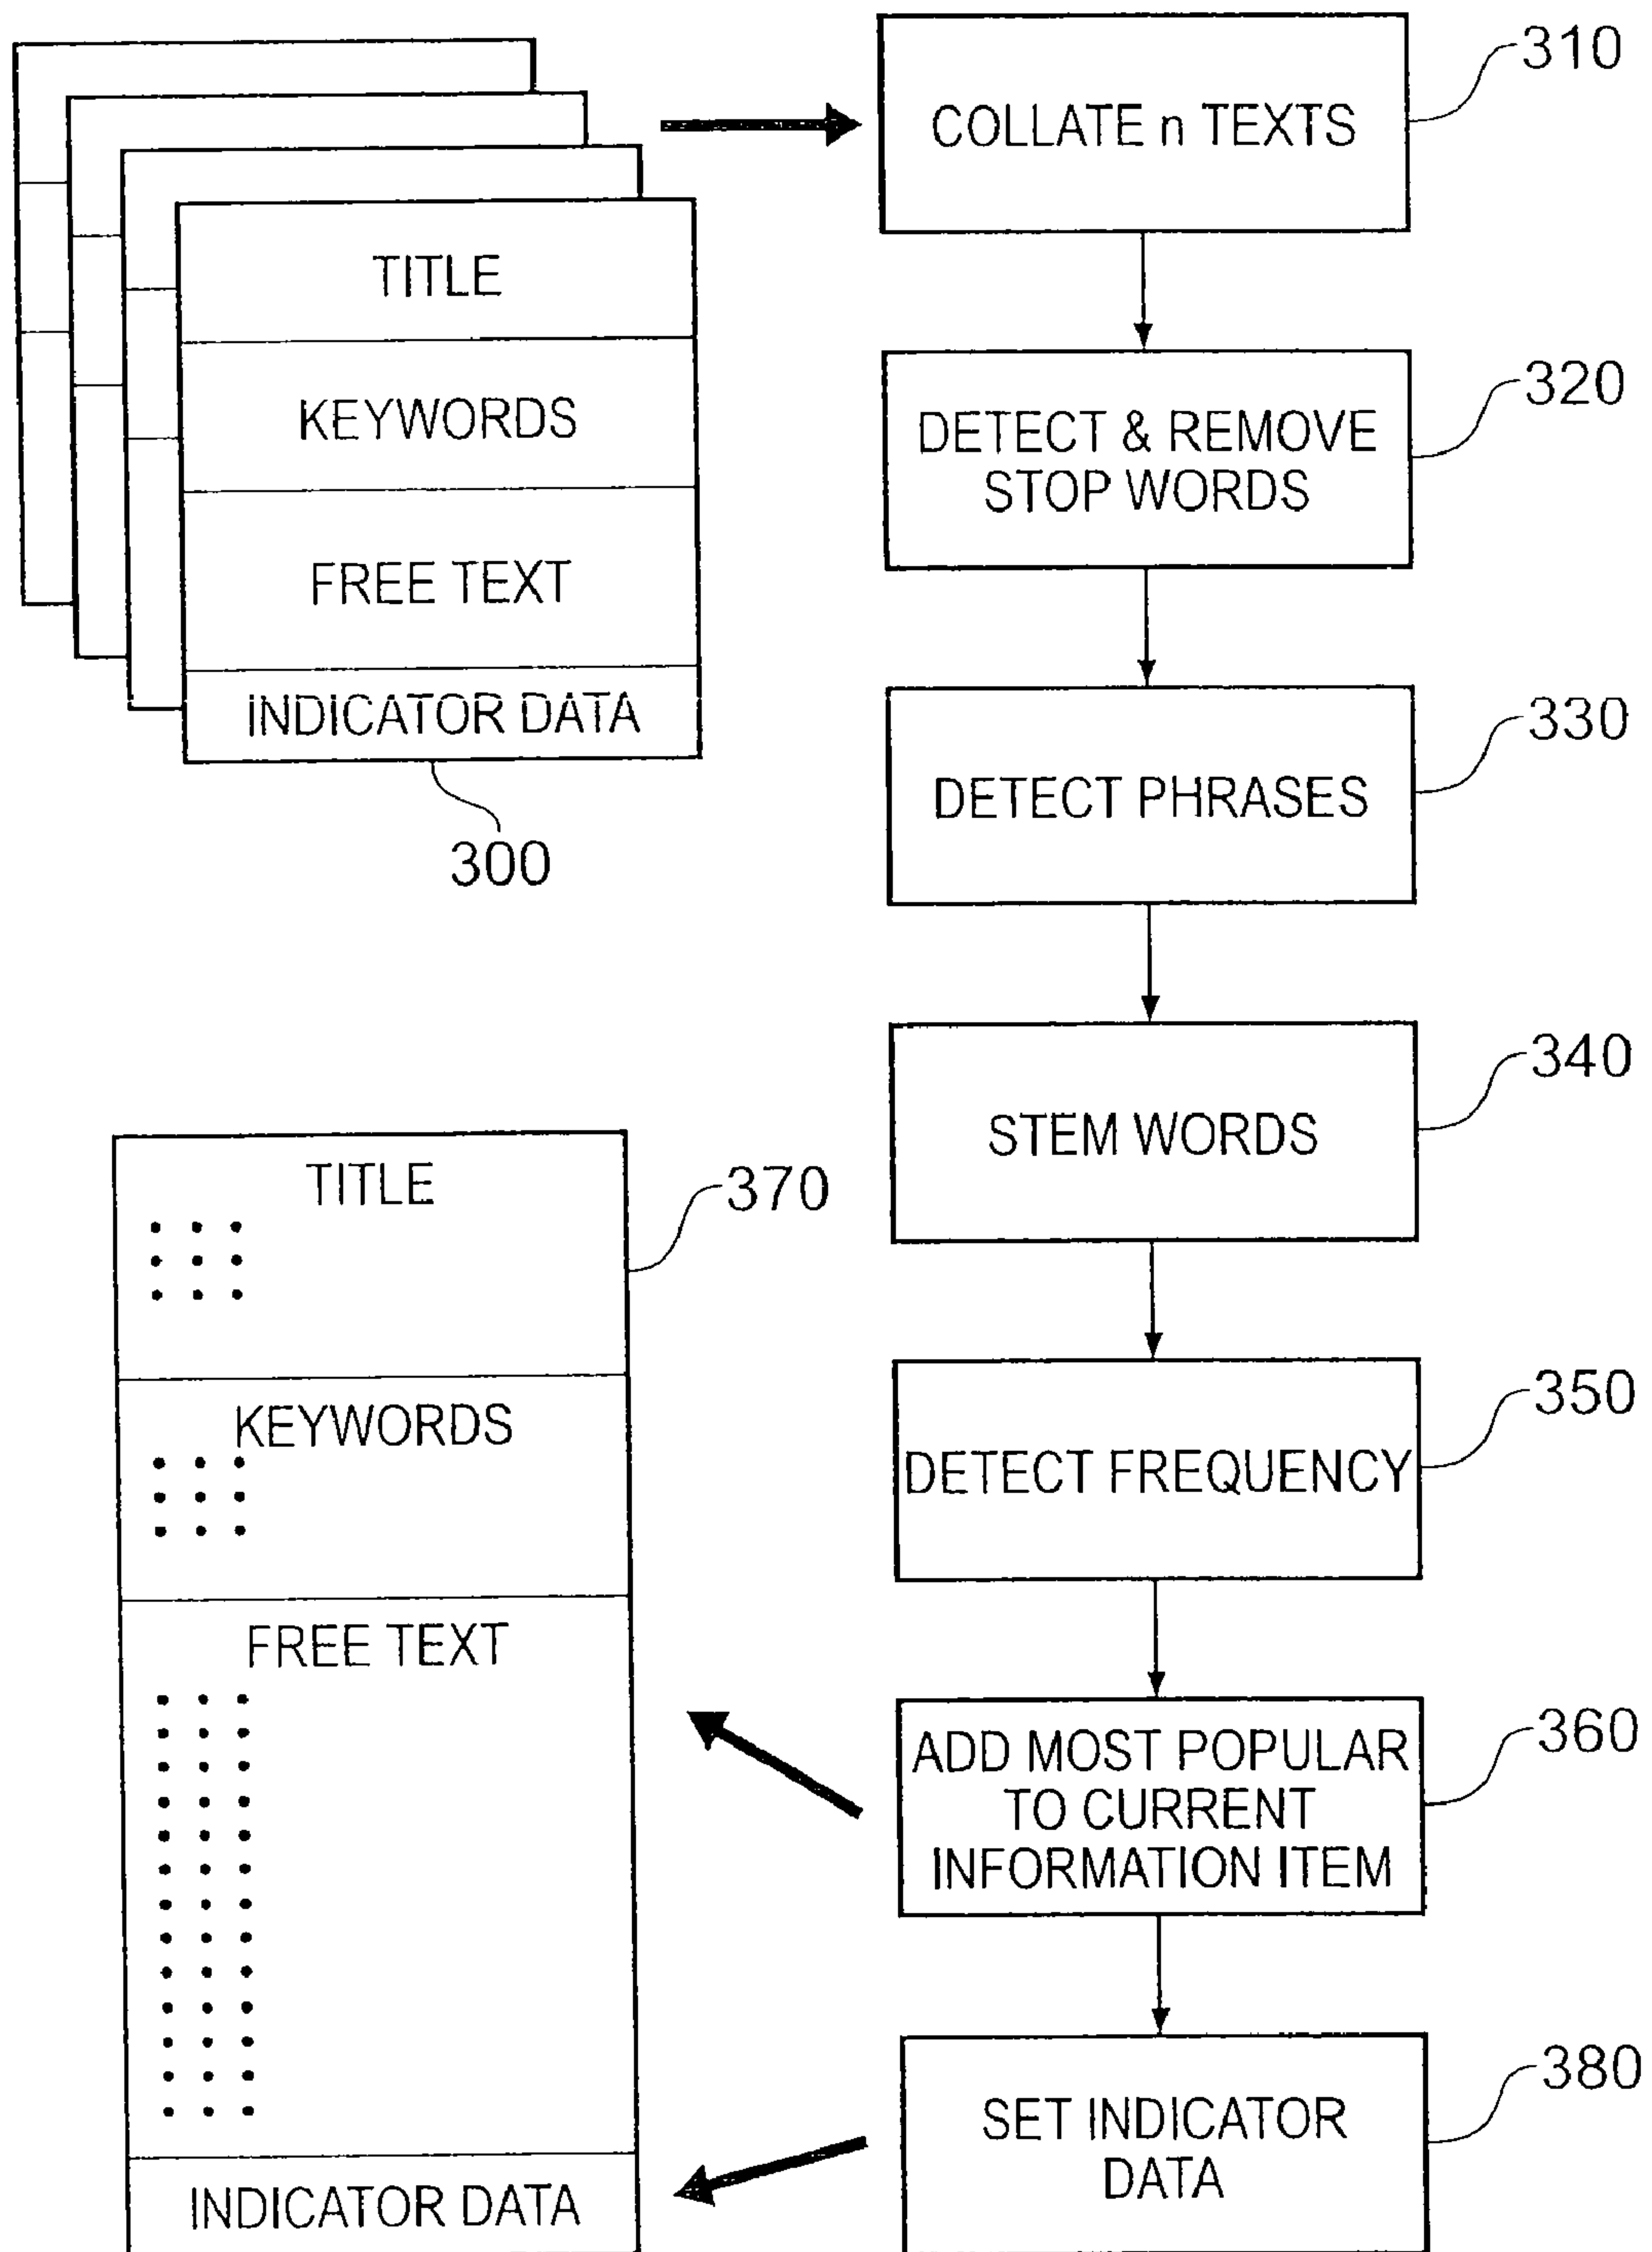 310
COLLATE n TEXTS
TITLE
KEYWORDS
FREE TEXT
INDICATOR DATA
300
320
DETECT & REMOVE
STOP WORDS
330
DETECT PHRASES
340
STEM WORDS
350
DETECT FREQUENCY
360
ADD MOST POPULAR
TO CURRENT
INFORMATION ITEM
370
TITLE
KEYWORDS
FREE TEXT
INDICATOR DATA
380
SET INDICATOR
DATA